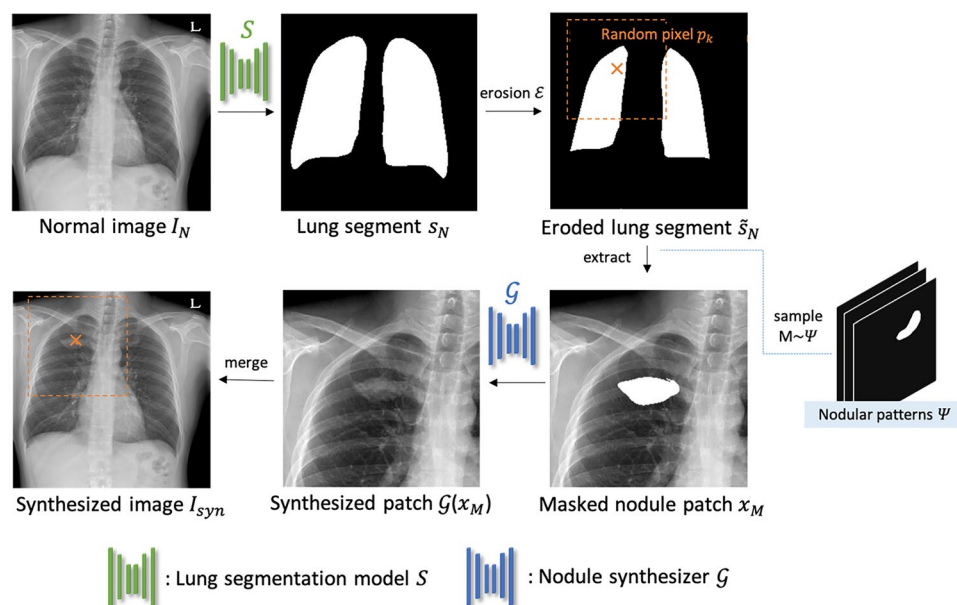 L
S
Random pixel pₖ
erosion ℰ
Normal image I_N
Lung segment s_N
Eroded lung segment s̃_N
extract
L
𝒢
sample
M~Ψ
merge
Nodular patterns Ψ
Synthesized image I_syn
Synthesized patch 𝒢(x_M)
Masked nodule patch x_M
: Lung segmentation model S
: Nodule synthesizer 𝒢